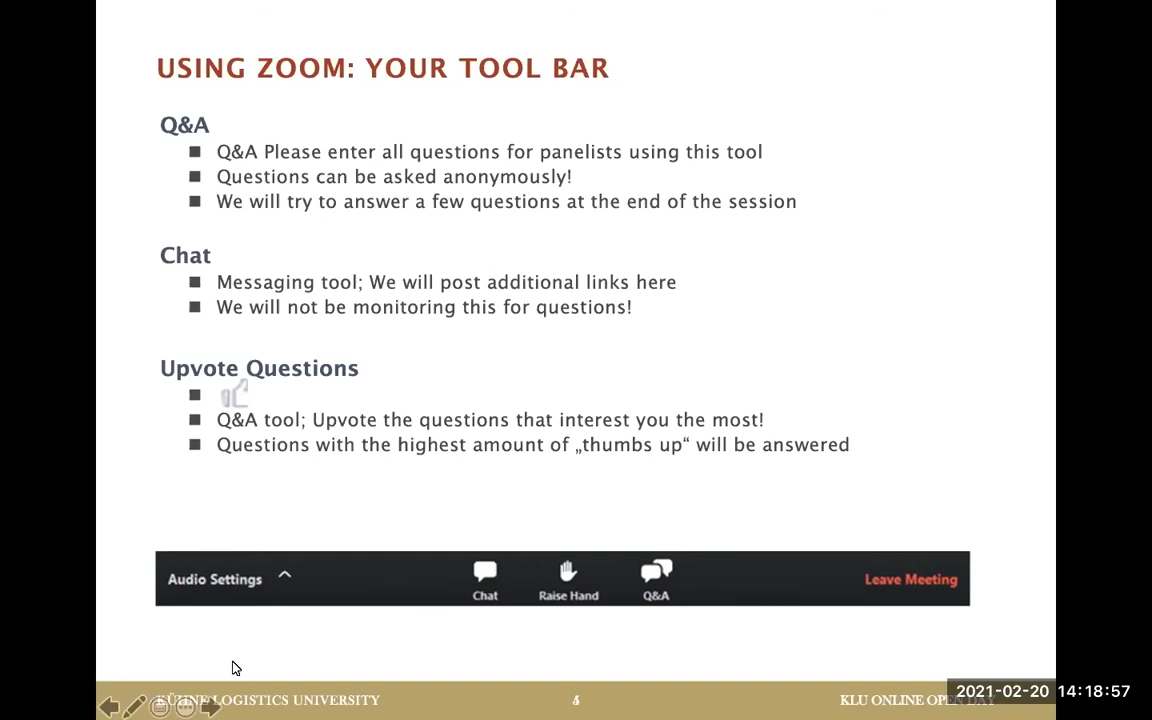 USING ZOOM: YOUR TOOL BAR
Q&A
■ Q&A Please enter all questions for panelists using this tool
■ Questions can be asked anonymously!
■ We will try to answer a few questions at the end of the session
Chat
■ Messaging tool; We will post additional links here
■ We will not be monitoring this for questions!
Upvote Questions
■
■ Q&A tool; Upvote the questions that interest you the most!
■ Questions with the highest amount of „thumbs up“ will be answered
Audio Settings
Chat
Raise Hand
Q&A
Leave Meeting
KÜHNE LOGISTICS UNIVERSITY
KLU ONLINE OPEN DAY
2021-02-20 14:18:57